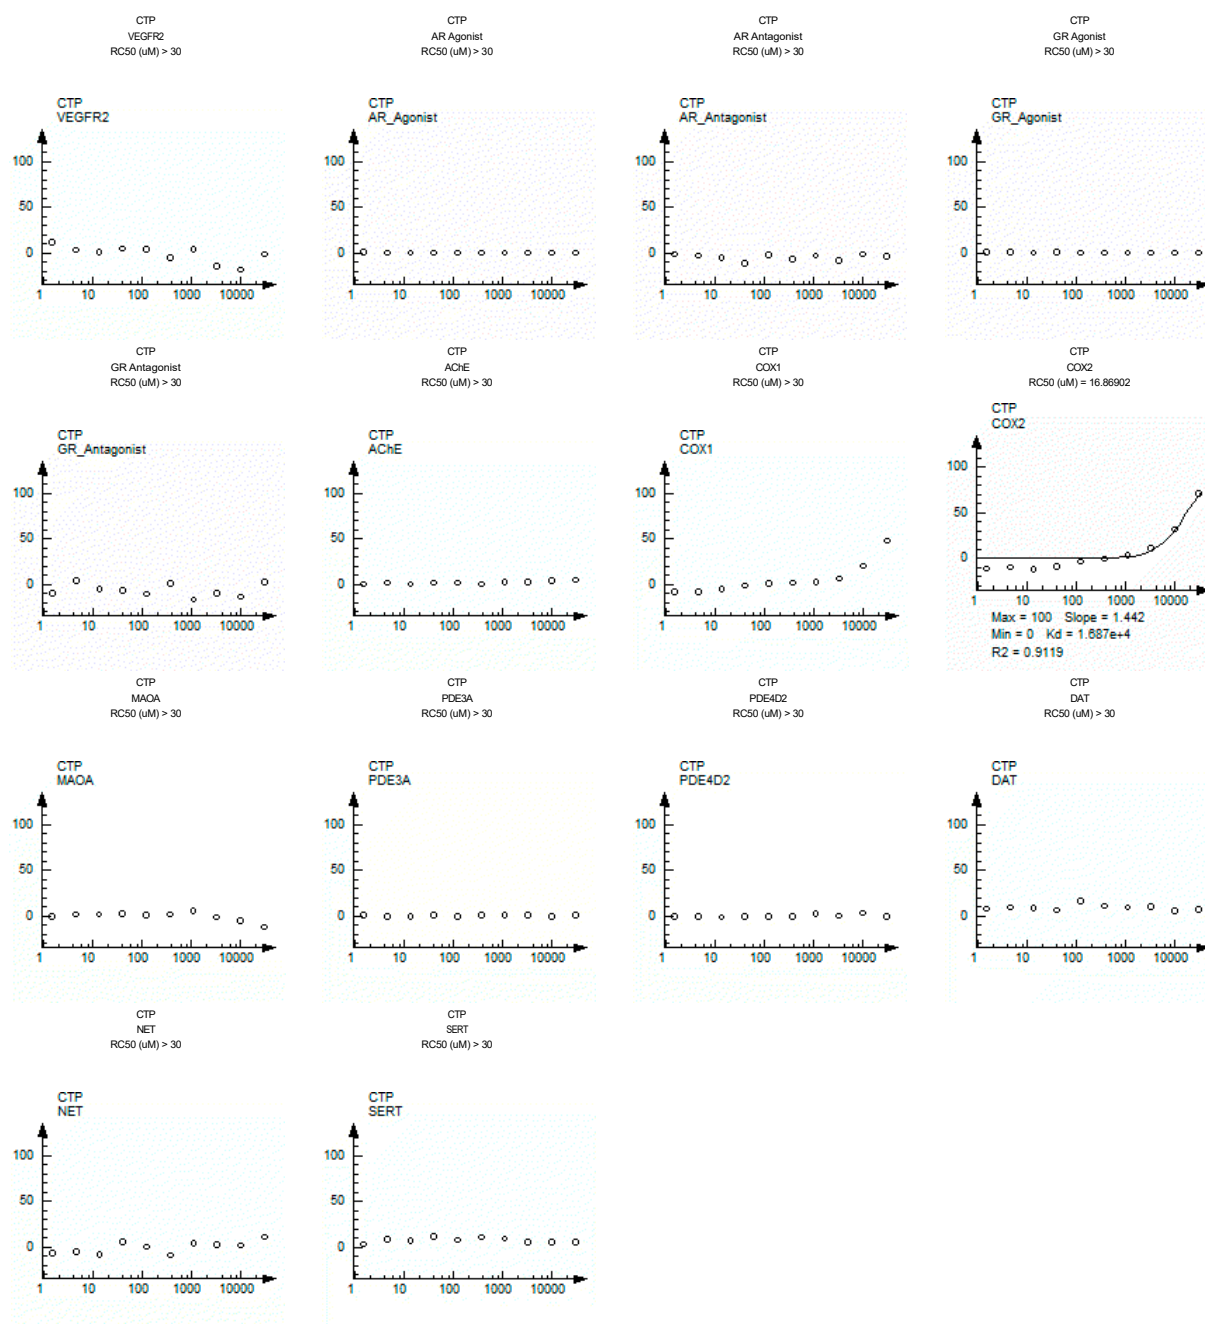 CTP
VEGFR2
RC50 (uM) > 30
CTP
VEGFR2
100
50
0
1 10 100 1000 10000
CTP
AR Agonist
RC50 (uM) > 30
CTP
AR_Agonist
100
50
0
1 10 100 1000 10000
CTP
AR Antagonist
RC50 (uM) > 30
CTP
AR_Antagonist
100
50
0
1 10 100 1000 10000
CTP
GR Agonist
RC50 (uM) > 30
CTP
GR_Agonist
100
50
0
1 10 100 1000 10000
CTP
GR Antagonist
RC50 (uM) > 30
CTP
GR_Antagonist
100
50
0
1 10 100 1000 10000
CTP
AChE
RC50 (uM) > 30
CTP
AChE
100
50
0
1 10 100 1000 10000
CTP
COX1
RC50 (uM) > 30
CTP
COX1
100
50
0
1 10 100 1000 10000
CTP
COX2
RC50 (uM) = 16.86902
CTP
COX2
100
50
0
1 10 100 1000 10000
Max = 100 Slope = 1.442
Min = 0 Kd = 1.687e+4
R2 = 0.9119
CTP
MAOA
RC50 (uM) > 30
CTP
MAOA
100
50
0
1 10 100 1000 10000
CTP
PDE3A
RC50 (uM) > 30
CTP
PDE3A
100
50
0
1 10 100 1000 10000
CTP
PDE4D2
RC50 (uM) > 30
CTP
PDE4D2
100
50
0
1 10 100 1000 10000
CTP
DAT
RC50 (uM) > 30
CTP
DAT
100
50
0
1 10 100 1000 10000
CTP
NET
RC50 (uM) > 30
CTP
NET
100
50
0
1 10 100 1000 10000
CTP
SERT
RC50 (uM) > 30
CTP
SERT
100
50
0
1 10 100 1000 10000